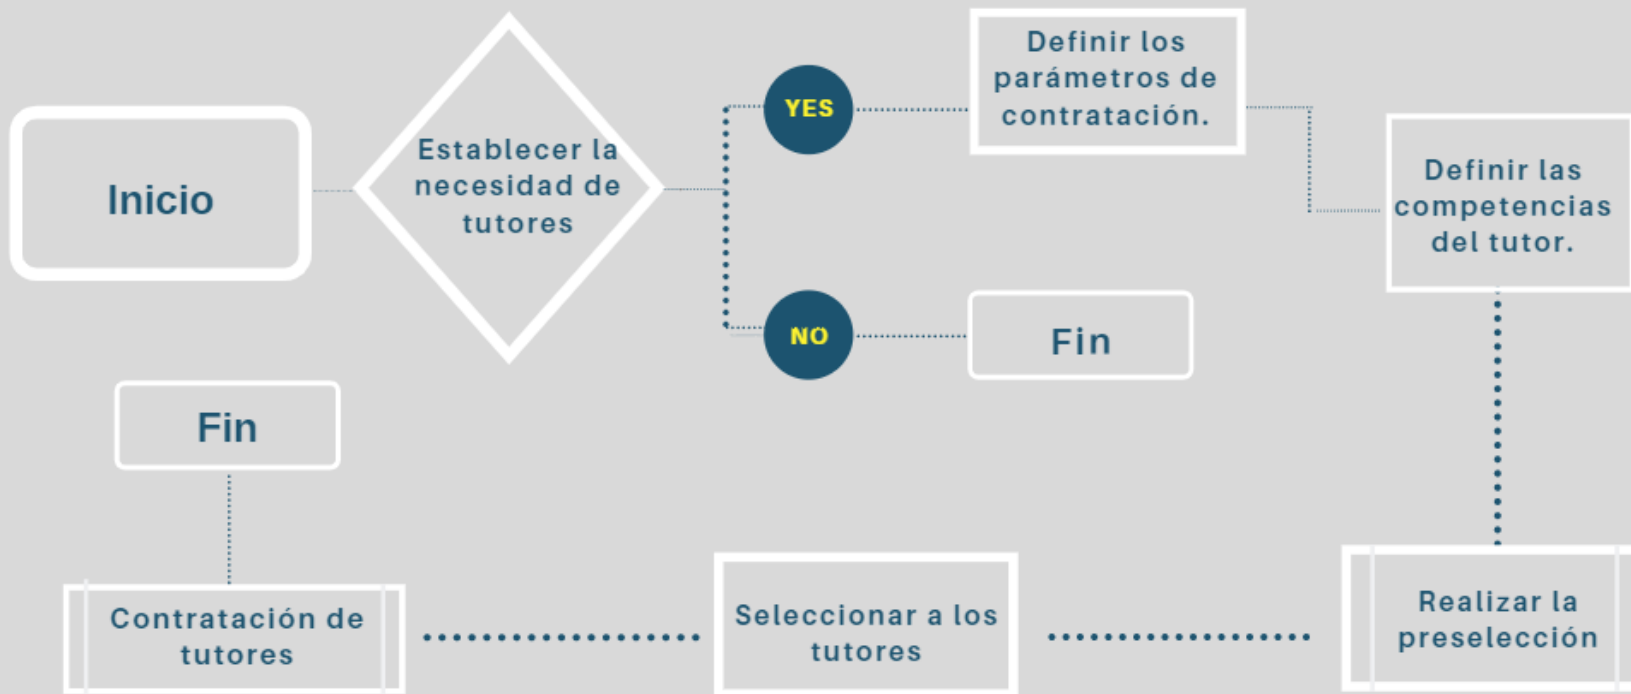 Inicio
Establecer la
necesidad de
tutores
YES
Definir los
parámetros de
contratación.
Definir las
competencias
del tutor.
NO
Fin
Realizar la
preselección
Seleccionar a los
tutores
Contratación de
tutores
Fin